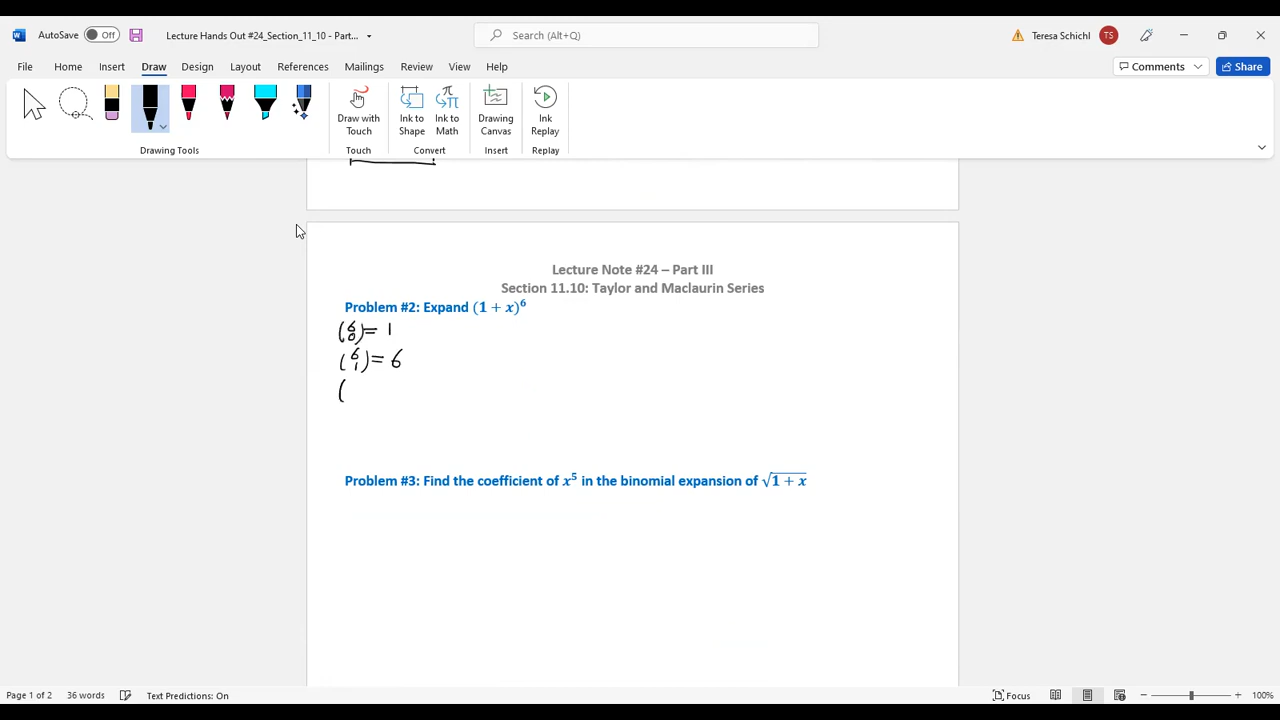 AutoSave Off Lecture Hands Out #24_Section_11_10 - Part... Search (Alt+Q) Teresa Schichl TS
File Home Insert Draw Design Layout References Mailings Review View Help Comments Share
Draw with Touch Ink to Shape Ink to Math Drawing Canvas Ink Replay
Drawing Tools Touch Convert Insert Replay
Lecture Note #24 – Part III
Section 11.10: Taylor and Maclaurin Series
Problem #2: Expand (1 + x)⁶
(6 0) = 1
(6 1) = 6
(
Problem #3: Find the coefficient of x⁵ in the binomial expansion of √1 + x
Page 1 of 2 36 words Text Predictions: On Focus 100%